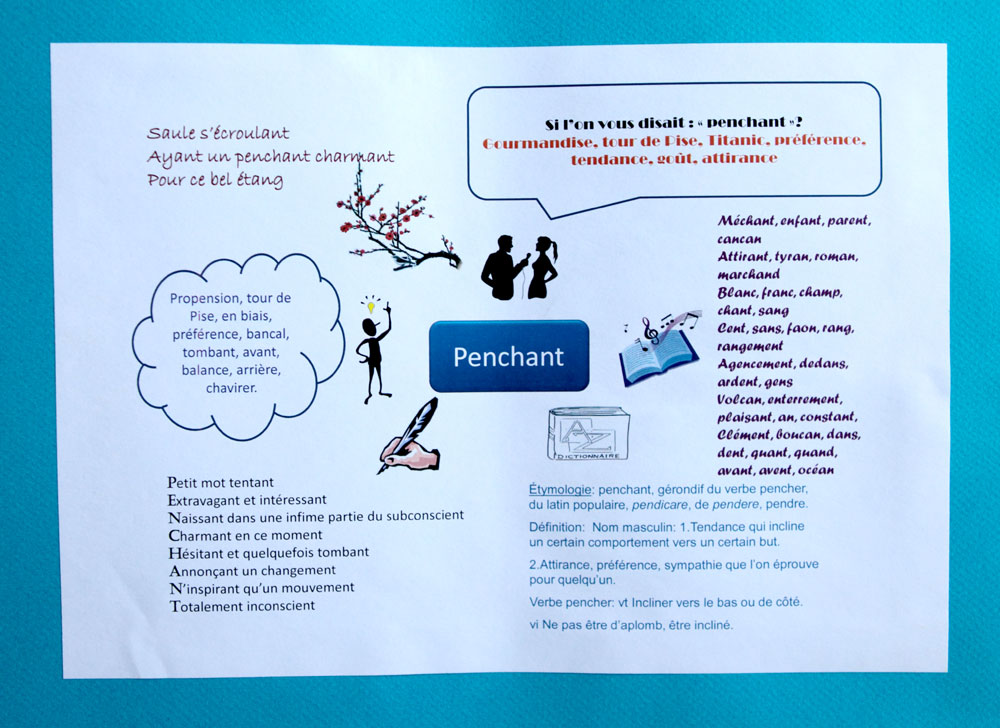 Saule s'écroulant
Ayant un penchant charmant
Pour ce bel étang
Si l'on vous disait : « penchant »?
Gourmandise, tour de Pise, Titanic, préférence,
tendance, goût, attirance
Propension, tour de
Pise, en biais,
préférence, bancal,
tombant, avant,
balance, arrière,
chavirer.
Penchant
Méchant, enfant, parent,
cancan
Attirant, tyran, roman,
marchand
Blanc, franc, champ,
chant, sang
Cent, sans, faon, rang,
rangement
Agencement, dedans,
ardent, gens
Volcan, enterrement,
plaisant, an, constant,
Clément, boucan, dans,
dent, quant, quand,
avant, avent, océan
A Z
DICTIONNAIRE
Petit mot tentant
Extravagant et intéressant
Naissant dans une infime partie du subconscient
Charmant en ce moment
Hésitant et quelquefois tombant
Annonçant un changement
N'inspirant qu'un mouvement
Totalement inconscient
Étymologie: penchant, gérondif du verbe pencher,
du latin populaire, pendicare, de pendere, pendre.
Définition: Nom masculin: 1.Tendance qui incline
un certain comportement vers un certain but.
2.Attirance, préférence, sympathie que l'on éprouve
pour quelqu'un.
Verbe pencher: vt Incliner vers le bas ou de côté.
vi Ne pas être d'aplomb, être incliné.